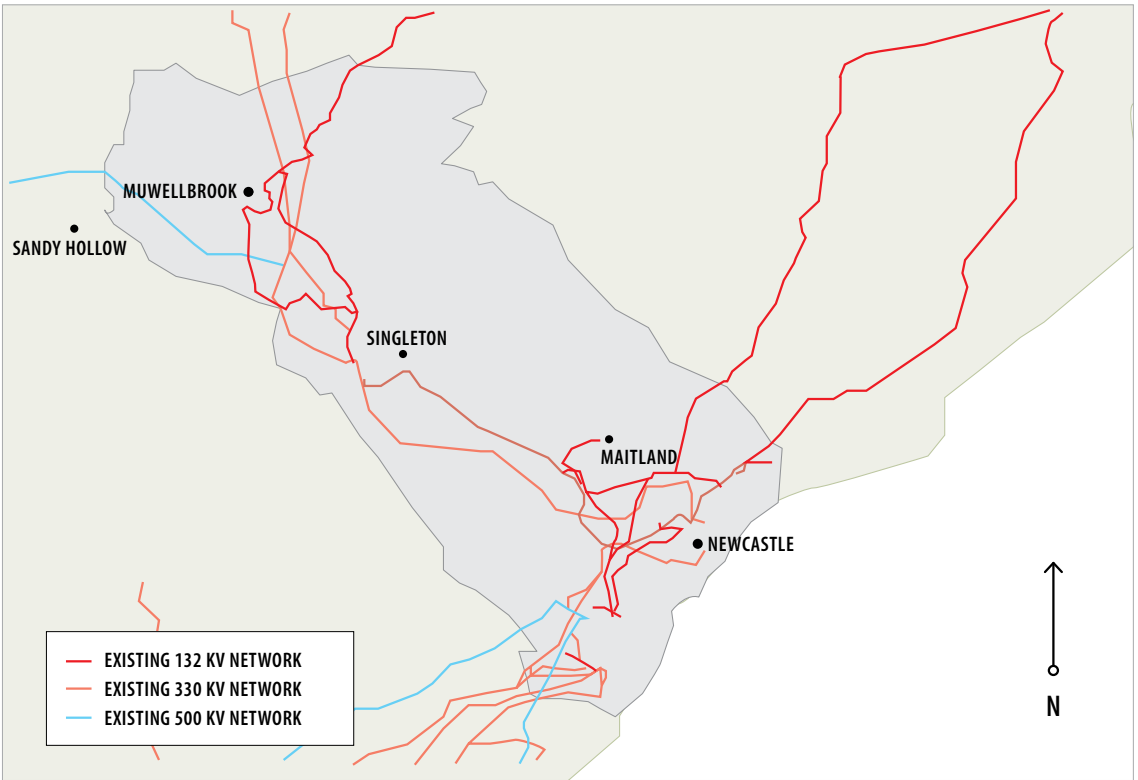 MUWELLBROOK
SANDY HOLLOW
SINGLETON
MAITLAND
NEWCASTLE
EXISTING 132 KV NETWORK
EXISTING 330 KV NETWORK
EXISTING 500 KV NETWORK
N